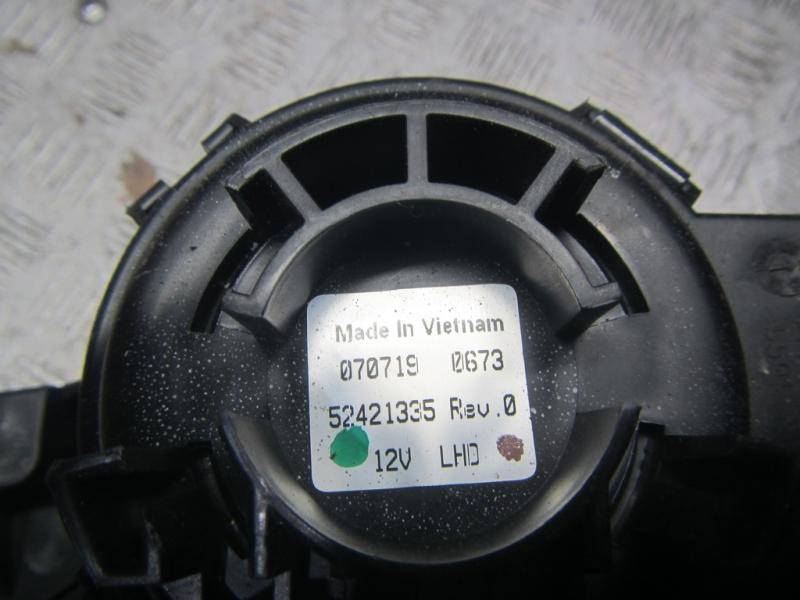 Made In Vietnam
070719 0673
52421335 Rev.0
12V LHD